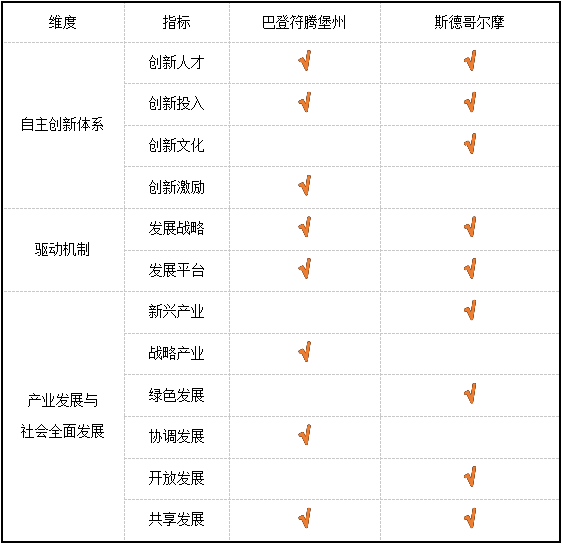 维度 指标 巴登符腾堡州 斯德哥尔摩
创新人才
创新投入
自主创新体系
创新文化
创新激励
发展战略
驱动机制
发展平台
新兴产业
战略产业
绿色发展
产业发展与
社会全面发展
协调发展
开放发展
共享发展